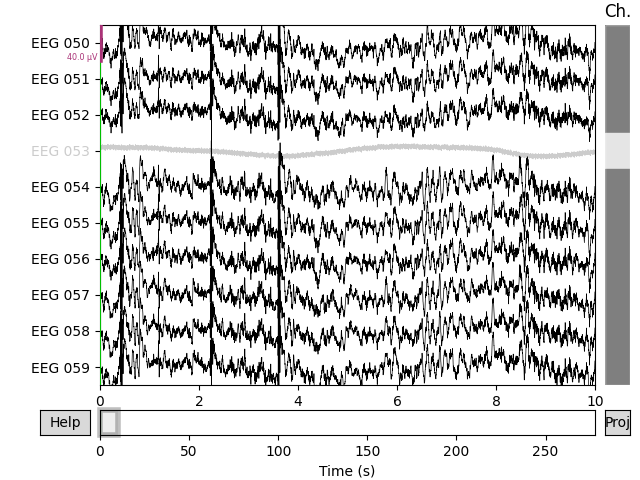 Ch.
EEG 050
40.0 µV
EEG 051
EEG 052
EEG 053
EEG 054
EEG 055
EEG 056
EEG 057
EEG 058
EEG 059
0 2 4 6 8 10
Help
Proj
0 50 100 150 200 250
Time (s)